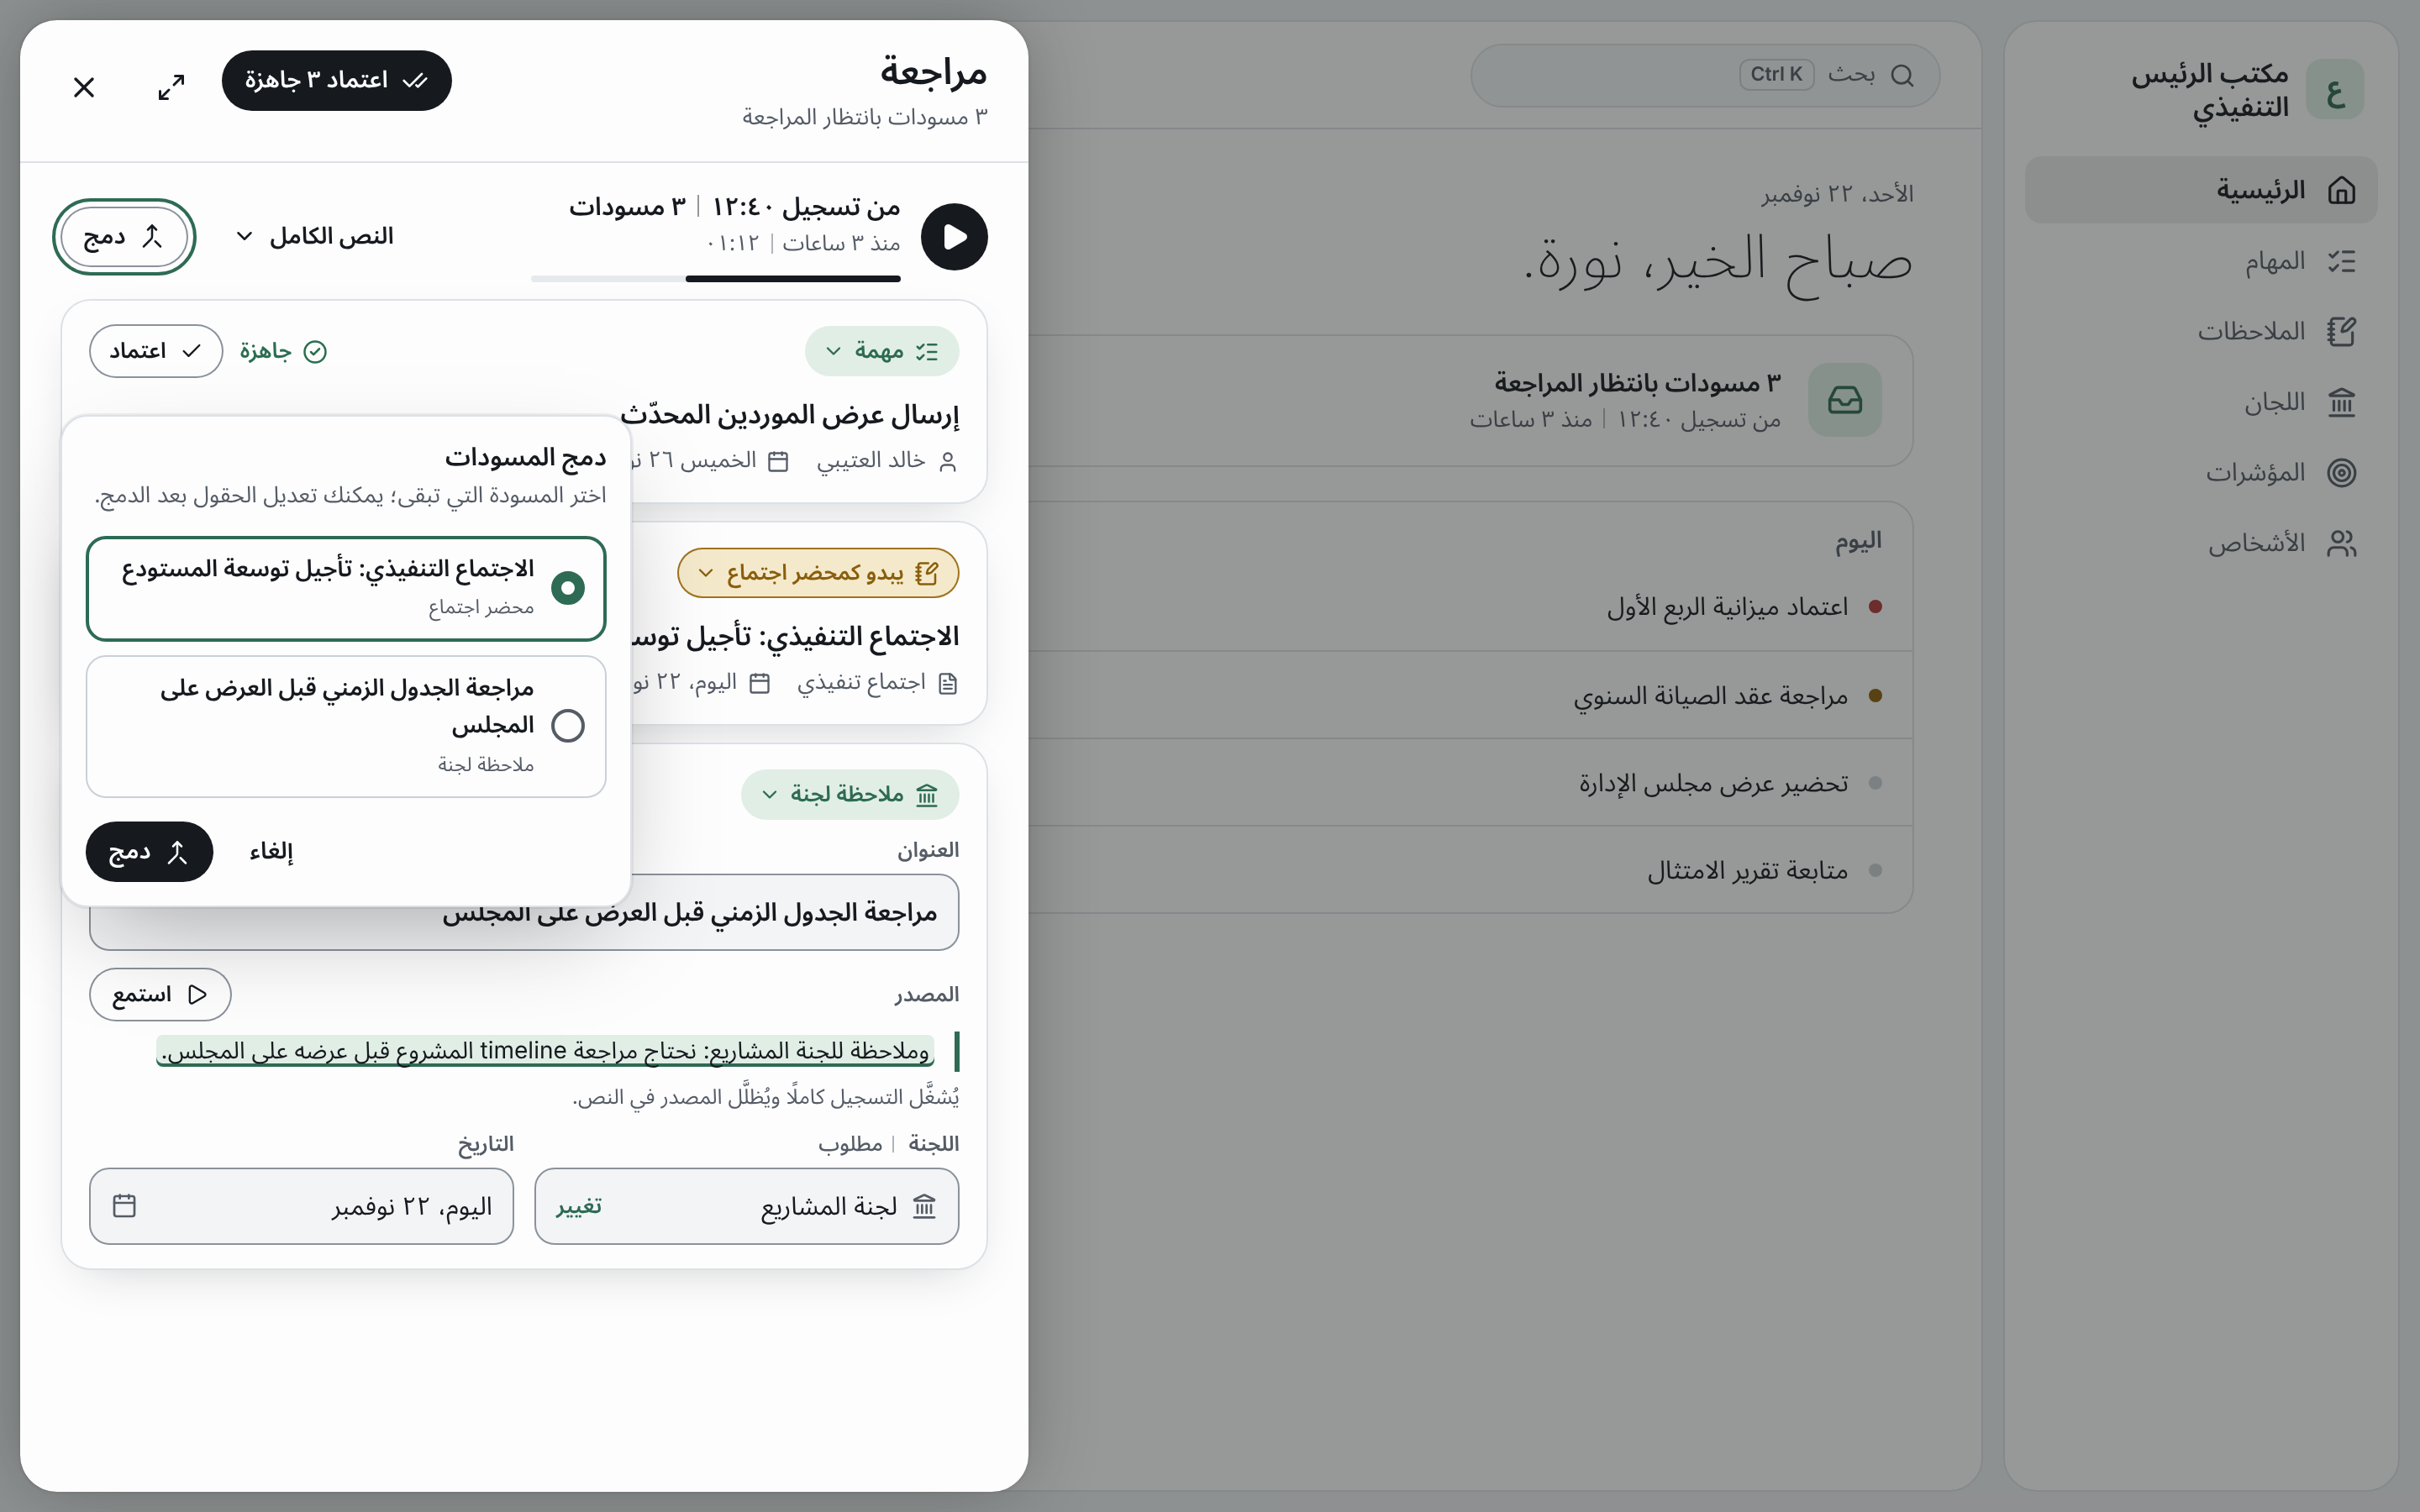 مكتب الرئيس
التنفيذي
ع
الرئيسية
المهام
الملاحظات
اللجان
المؤشرات
الأشخاص
بحث Ctrl K
الأحد، ٢٢ نوفمبر
صباح الخير، نورة.
٣ مسودات بانتظار المراجعة
من تسجيل ١٢:٤٠ | منذ ٣ ساعات
اليوم
اعتماد ميزانية الربع الأول
مراجعة عقد الصيانة السنوي
تحضير عرض مجلس الإدارة
متابعة تقرير الامتثال
مراجعة
٣ مسودات بانتظار المراجعة
اعتماد ٣ جاهزة
من تسجيل ١٢:٤٠ | ٣ مسودات
منذ ٣ ساعات | ٠١:١٢
النص الكامل
دمج
مهمة
جاهزة
اعتماد
إرسال عرض الموردين المحدّث
خالد العتيبي
الخميس ٢٦
يبدو كمحضر اجتماع
الاجتماع التنفيذي: تأجيل
اجتماع تنفيذي
اليوم، ٢٢
دمج المسودات
اختر المسودة التي تبقى؛ يمكنك تعديل الحقول بعد الدمج.
الاجتماع التنفيذي: تأجيل توسعة المستودع
محضر اجتماع
مراجعة الجدول الزمني قبل العرض على
المجلس
ملاحظة لجنة
إلغاء
دمج
ملاحظة لجنة
العنوان
مراجعة الجدول الزمني قبل العرض على المجلس
المصدر
استمع
وملاحظة للجنة المشاريع: نحتاج مراجعة timeline المشروع قبل عرضه على المجلس.
يُشغَّل التسجيل كاملًا ويُظلَّل المصدر في النص.
اللجنة | مطلوب
لجنة المشاريع
تغيير
التاريخ
اليوم، ٢٢ نوفمبر